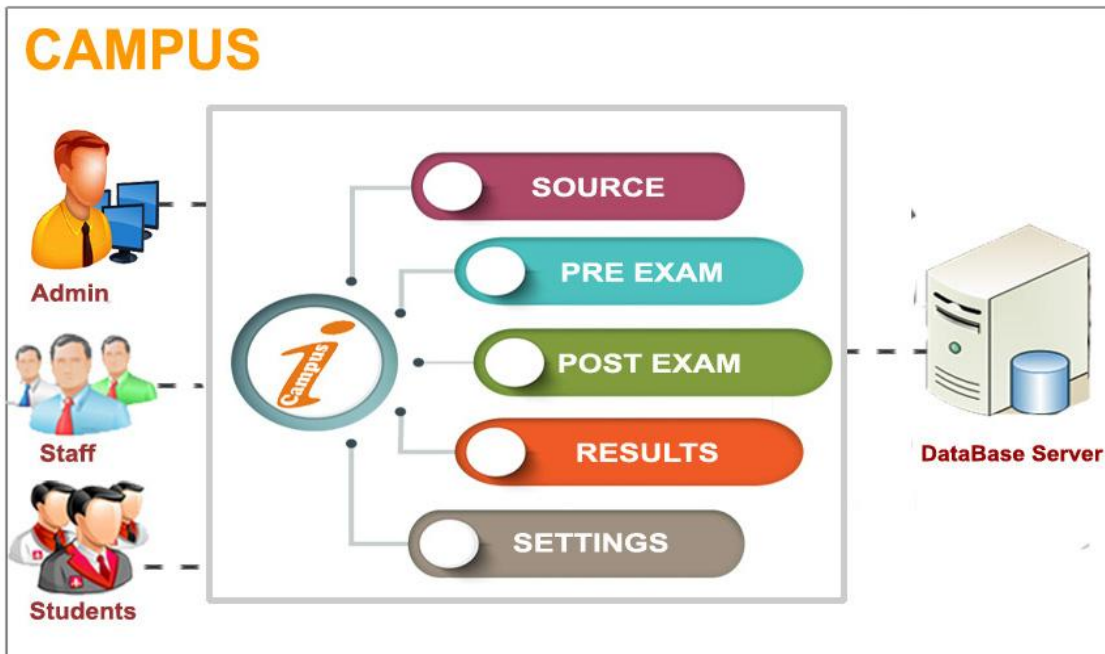 CAMPUS
Admin
Staff
Students
i
Campus
SOURCE
PRE EXAM
POST EXAM
RESULTS
SETTINGS
DataBase Server